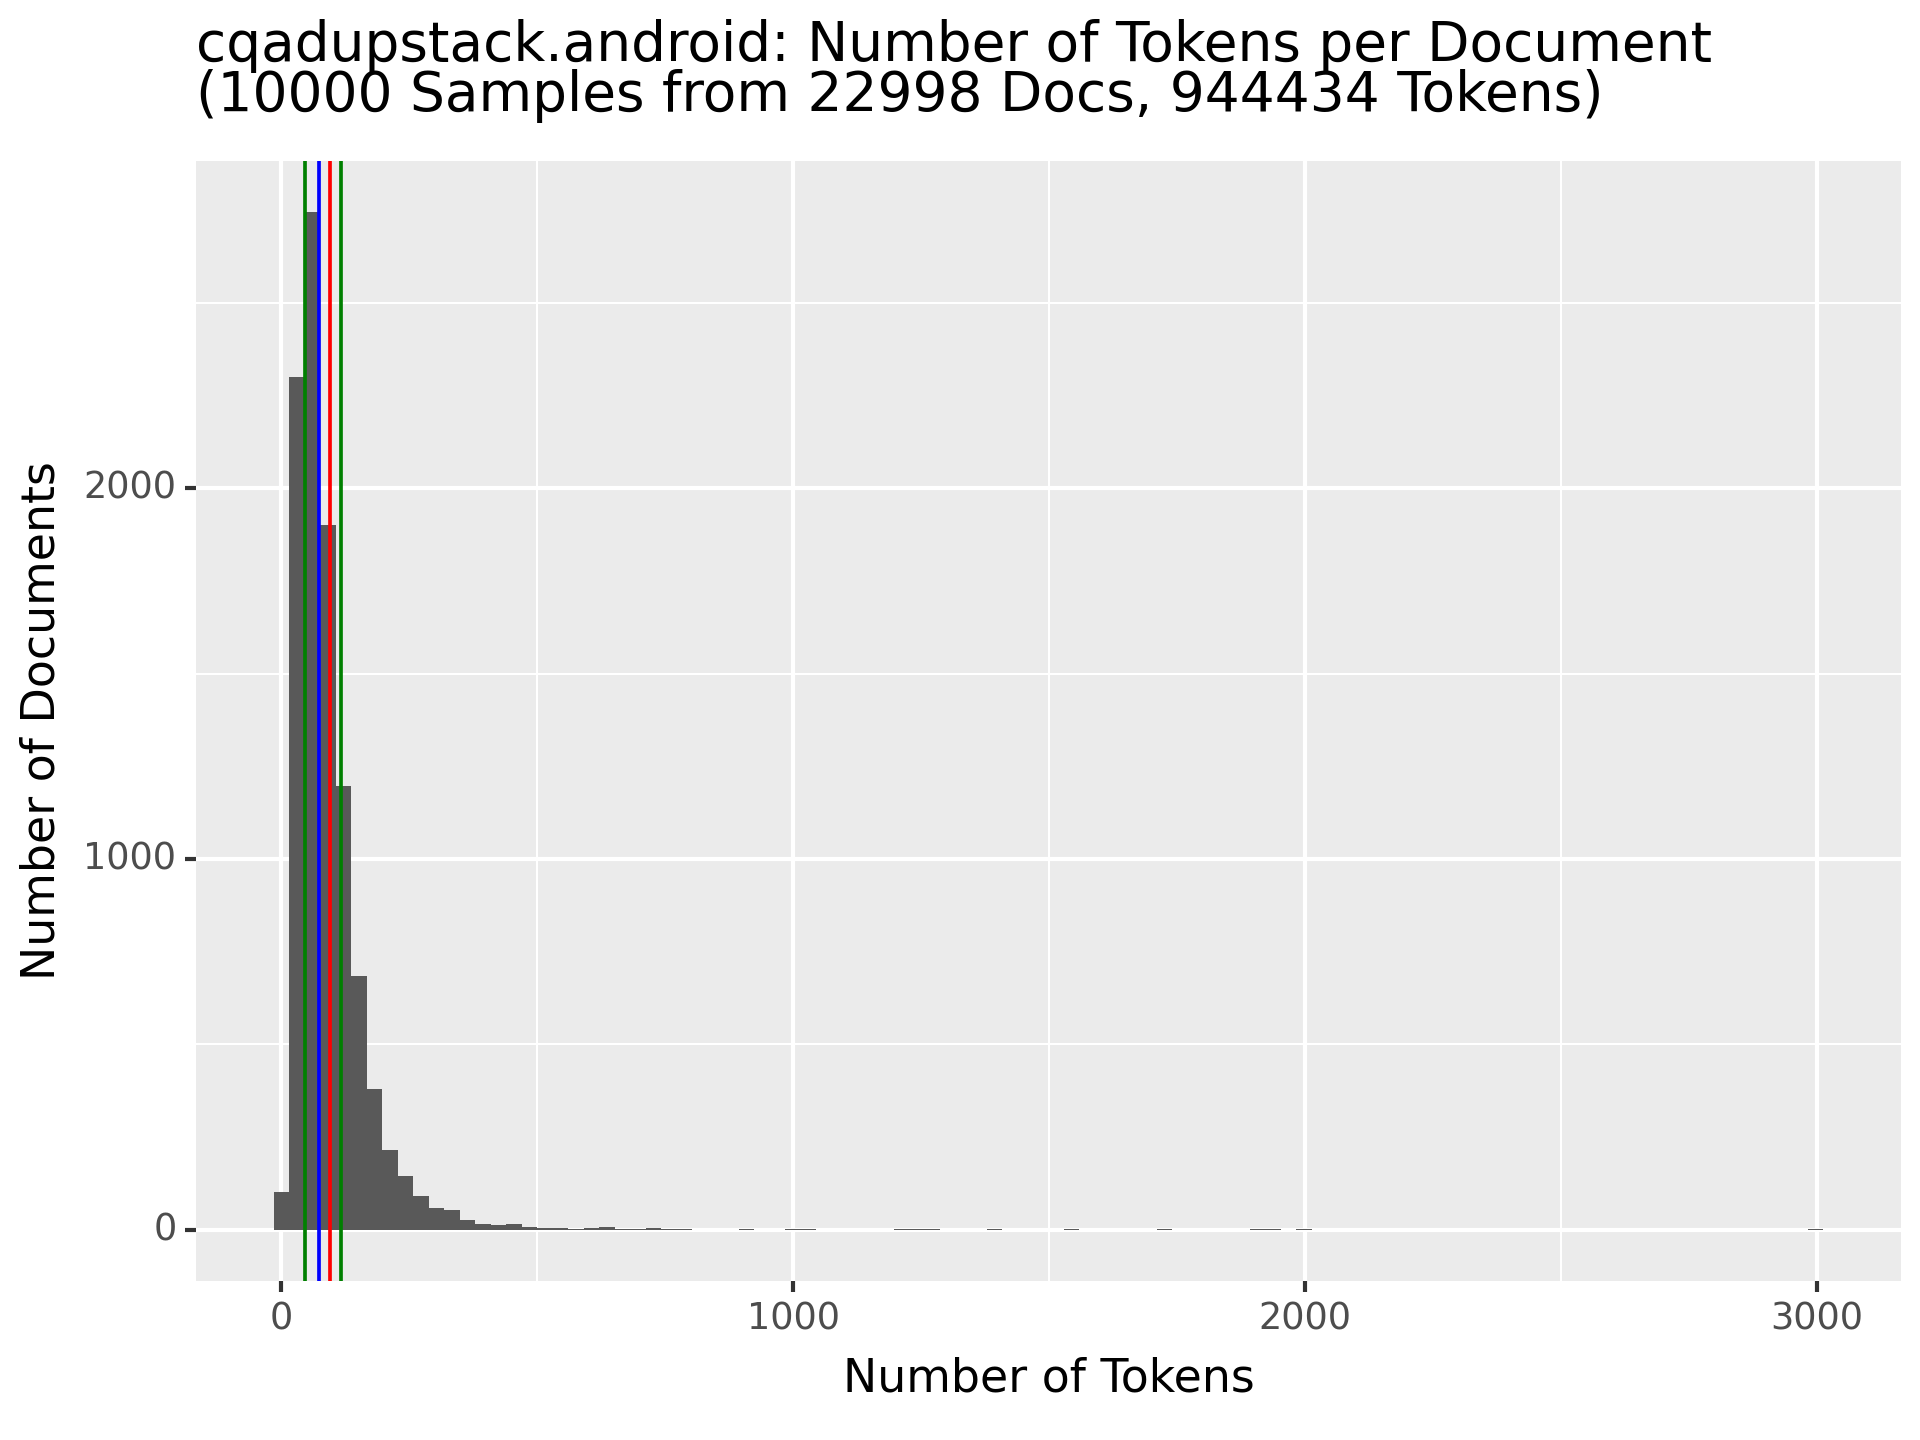 cqadupstack.android: Number of Tokens per Document
(10000 Samples from 22998 Docs, 944434 Tokens)
Number of Documents
2000
1000
0
0 1000 2000 3000
Number of Tokens